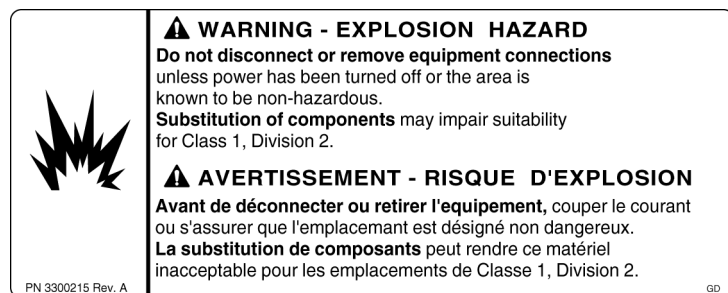 WARNING - EXPLOSION HAZARD
Do not disconnect or remove equipment connections
unless power has been turned off or the area is
known to be non-hazardous.
Substitution of components may impair suitability
for Class 1, Division 2.
AVERTISSEMENT - RISQUE D'EXPLOSION
Avant de déconnecter ou retirer l'equipement, couper le courant
ou s'assurer que l'emplacemant est désigné non dangereux.
La substitution de composants peut rendre ce matériel
inacceptable pour les emplacements de Classe 1, Division 2.
PN 3300215 Rev. A
GD